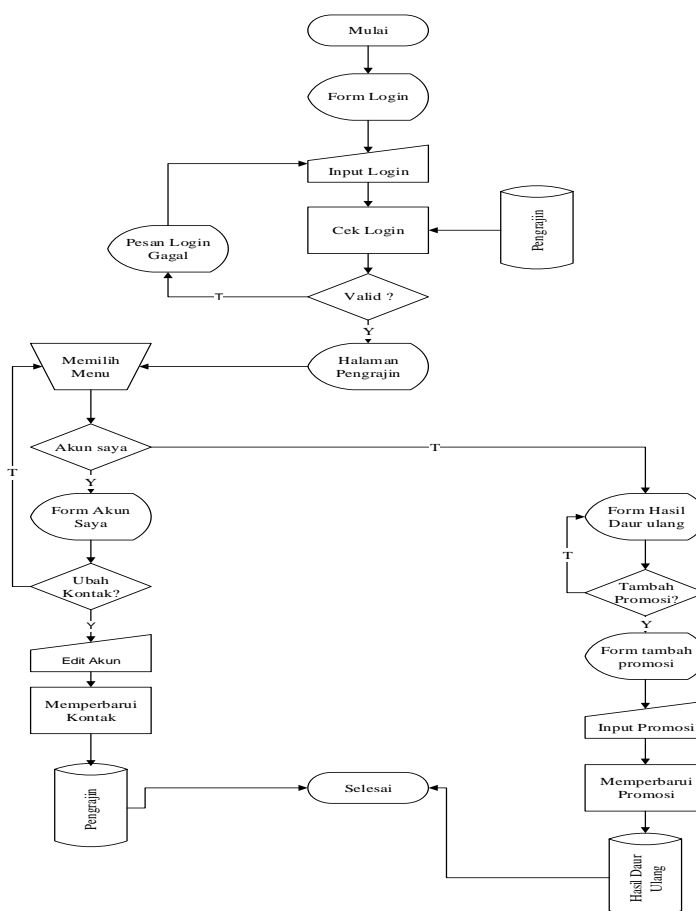 Mulai
Form Login
Input Login
Cek Login
Pengrajin
Pesan Login
Gagal
Valid ?
T
Y
Memilih
Menu
Halaman
Pengrajin
Akun saya
T
T
Y
Form Akun
Saya
Form Hasil
Daur ulang
T
Ubah
Kontak?
Tambah
Promosi?
Y
Y
Form tambah
promosi
Edit Akun
Memperbarui
Kontak
Input Promosi
Pengrajin
Selesai
Memperbarui
Promosi
Hasil Daur
Ulang